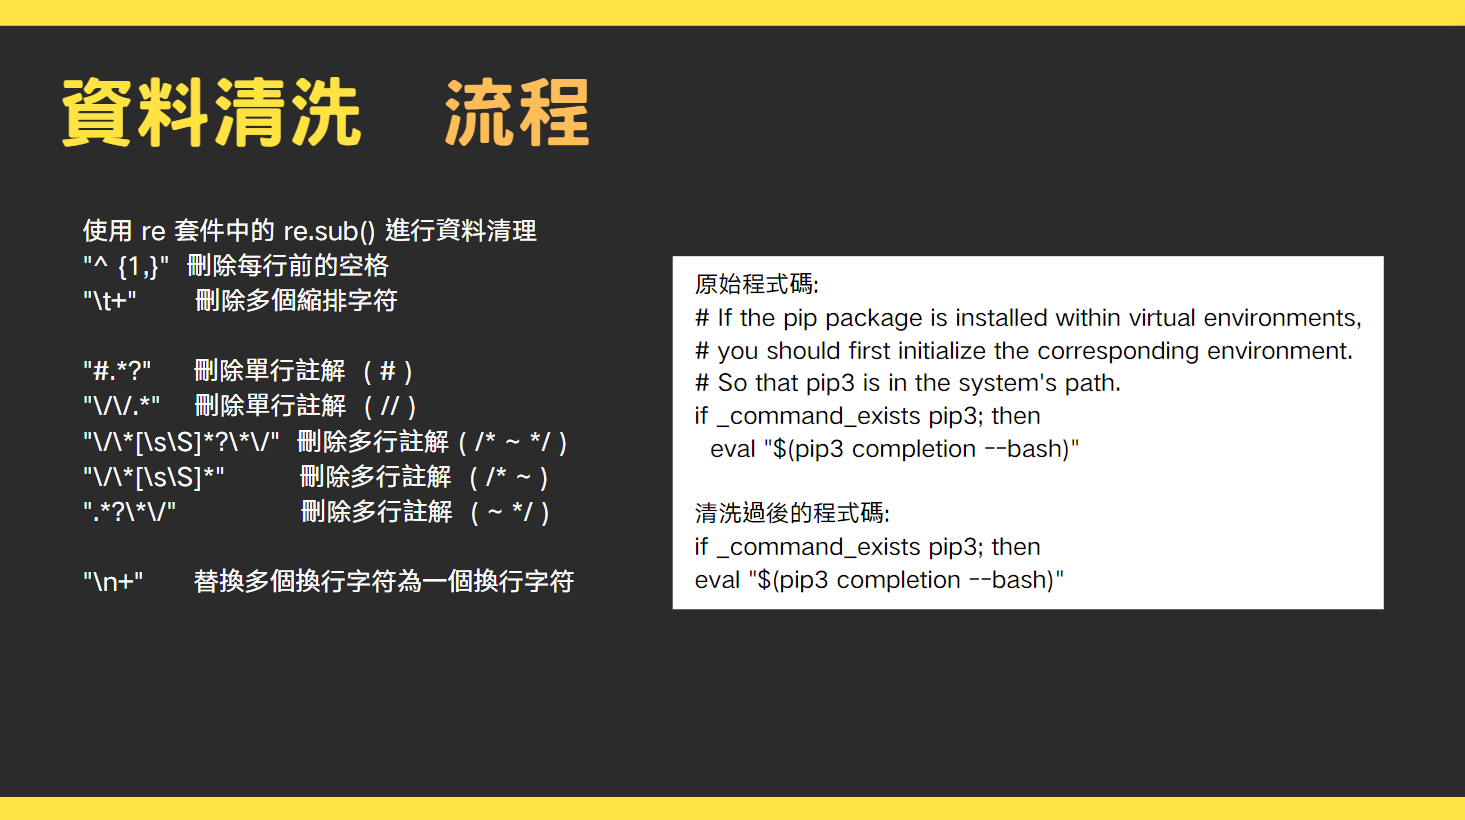 資料清洗 流程
使用 re 套件中的 re.sub() 進行資料清理
"^ {1,}" 刪除每行前的空格
"\t+" 刪除多個縮排字符
"#.*?" 刪除單行註解 ( # )
"\/\/.*" 刪除單行註解 ( // )
"\/\*[\s\S]*?\*\/" 刪除多行註解 ( /* ~ */ )
"\/\*[\s\S]*" 刪除多行註解 ( /* ~ )
".*?\*\/" 刪除多行註解 ( ~ */ )
"\n+" 替換多個換行字符為一個換行字符
原始程式碼:
# If the pip package is installed within virtual environments,
# you should first initialize the corresponding environment.
# So that pip3 is in the system's path.
if _command_exists pip3; then
eval "$(pip3 completion --bash)"
清洗過後的程式碼:
if _command_exists pip3; then
eval "$(pip3 completion --bash)"